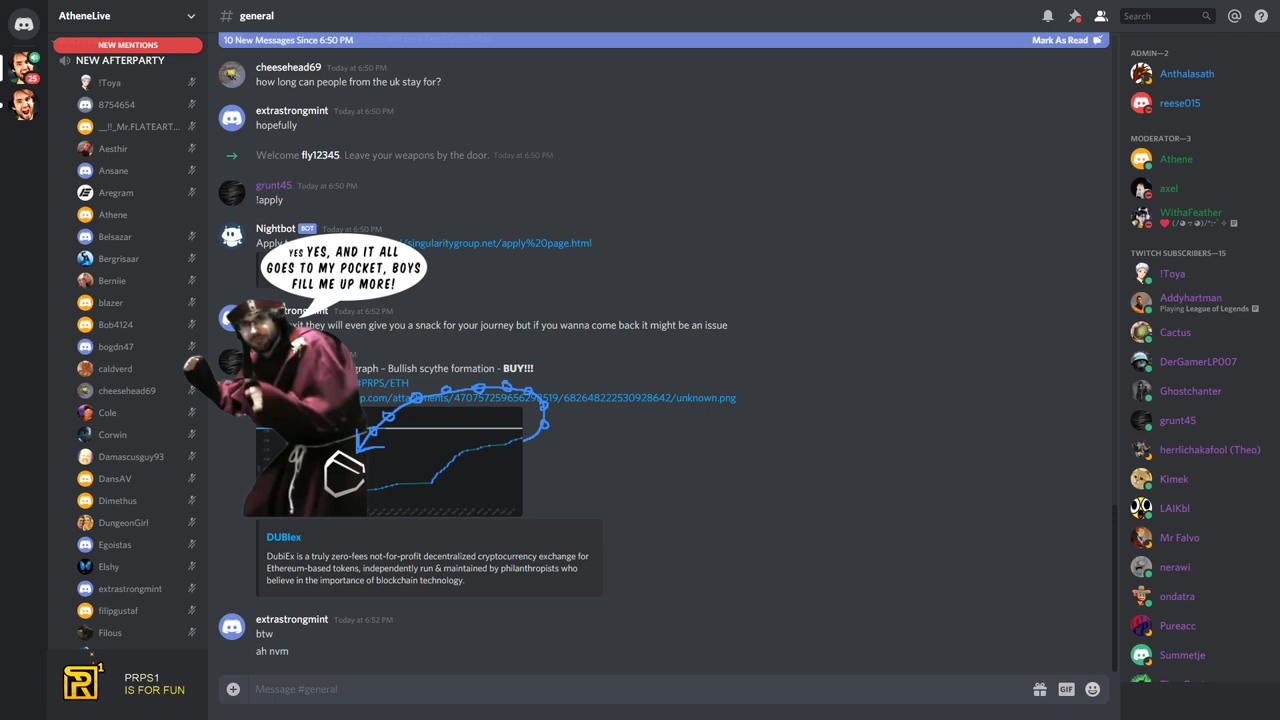 AtheneLive
NEW MENTIONS
NEW AFTERPARTY
!Toya
8754654
__!!_Mr.FLATEART...
Aesthir
Ansane
Aregram
Athene
Belsazar
Bergrisaar
Berniie
blazer
Bob4124
bogdn47
caldverd
cheesehead69
Cole
Corwin
Damascusguy93
DansAV
Dimethus
DungeonGirl
Egoistas
Elshy
extrastrongmint
filipgustaf
Filous
25
PRPS1
IS FOR FUN
1
# general
Search
10 New Messages Since 6:50 PM
Mark As Read
cheesehead69 Today at 6:50 PM
how long can people from the uk stay for?
extrastrongmint Today at 6:50 PM
hopefully
Welcome fly12345. Leave your weapons by the door. Today at 6:50 PM
grunt45 Today at 6:50 PM
!apply
Nightbot BOT Today at 6:50 PM
/singularitygroup.net/apply%20page.html
YES YES, AND IT ALL
GOES TO MY POCKET, BOYS
FILL ME UP MORE!
Today at 6:52 PM
they will even give you a snack for your journey but if you wanna come back it might be an issue
graph – Bullish scythe formation - BUY!!!
#PRPS/ETH
p.com/attachments/470757259656290519/682648222530928642/unknown.png
DUBIex
DubiEx is a truly zero-fees not-for-profit decentralized cryptocurrency exchange for
Ethereum-based tokens, independently run & maintained by philanthropists who
believe in the importance of blockchain technology.
extrastrongmint Today at 6:52 PM
btw
ah nvm
Message #general
GIF
ADMIN—2
Anthalasath
reese015
MODERATOR—3
Athene
axel
WithaFeather
TWITCH SUBSCRIBERS—15
!Toya
Addyhartman
Playing League of Legends
Cactus
DerGamerLP007
Ghostchanter
grunt45
herrlichakafool (Theo)
Kimek
LAIKbl
Mr Falvo
nerawi
ondatra
Pureacc
Summetje